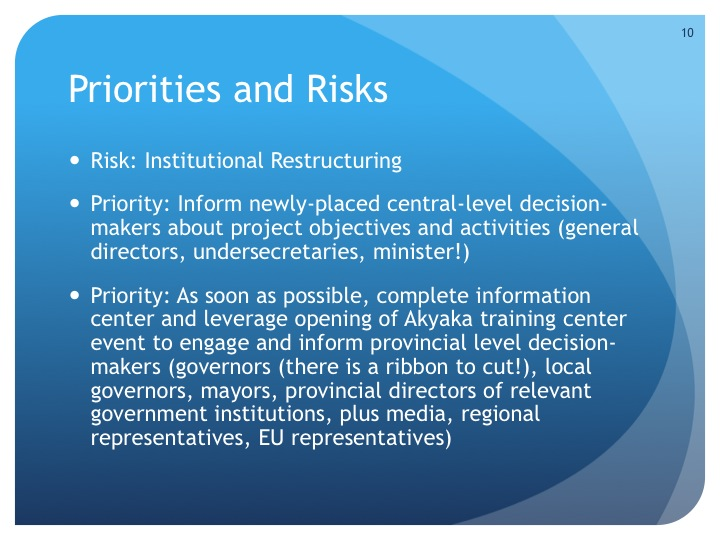 10
Priorities and Risks
• Risk: Institutional Restructuring
• Priority: Inform newly-placed central-level decision-
makers about project objectives and activities (general
directors, undersecretaries, minister!)
• Priority: As soon as possible, complete information
center and leverage opening of Akyaka training center
event to engage and inform provincial level decision-
makers (governors (there is a ribbon to cut!), local
governors, mayors, provincial directors of relevant
government institutions, plus media, regional
representatives, EU representatives)